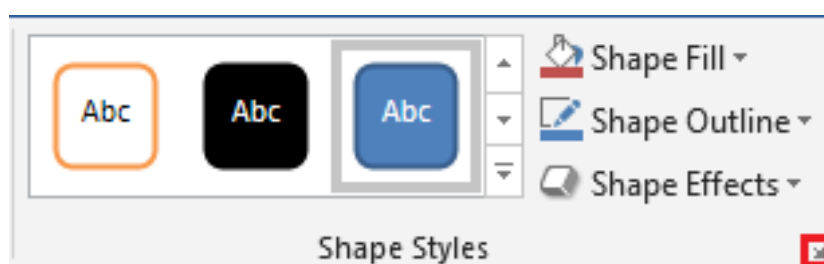 Abc Abc Abc
Shape Fill
Shape Outline
Shape Effects
Shape Styles